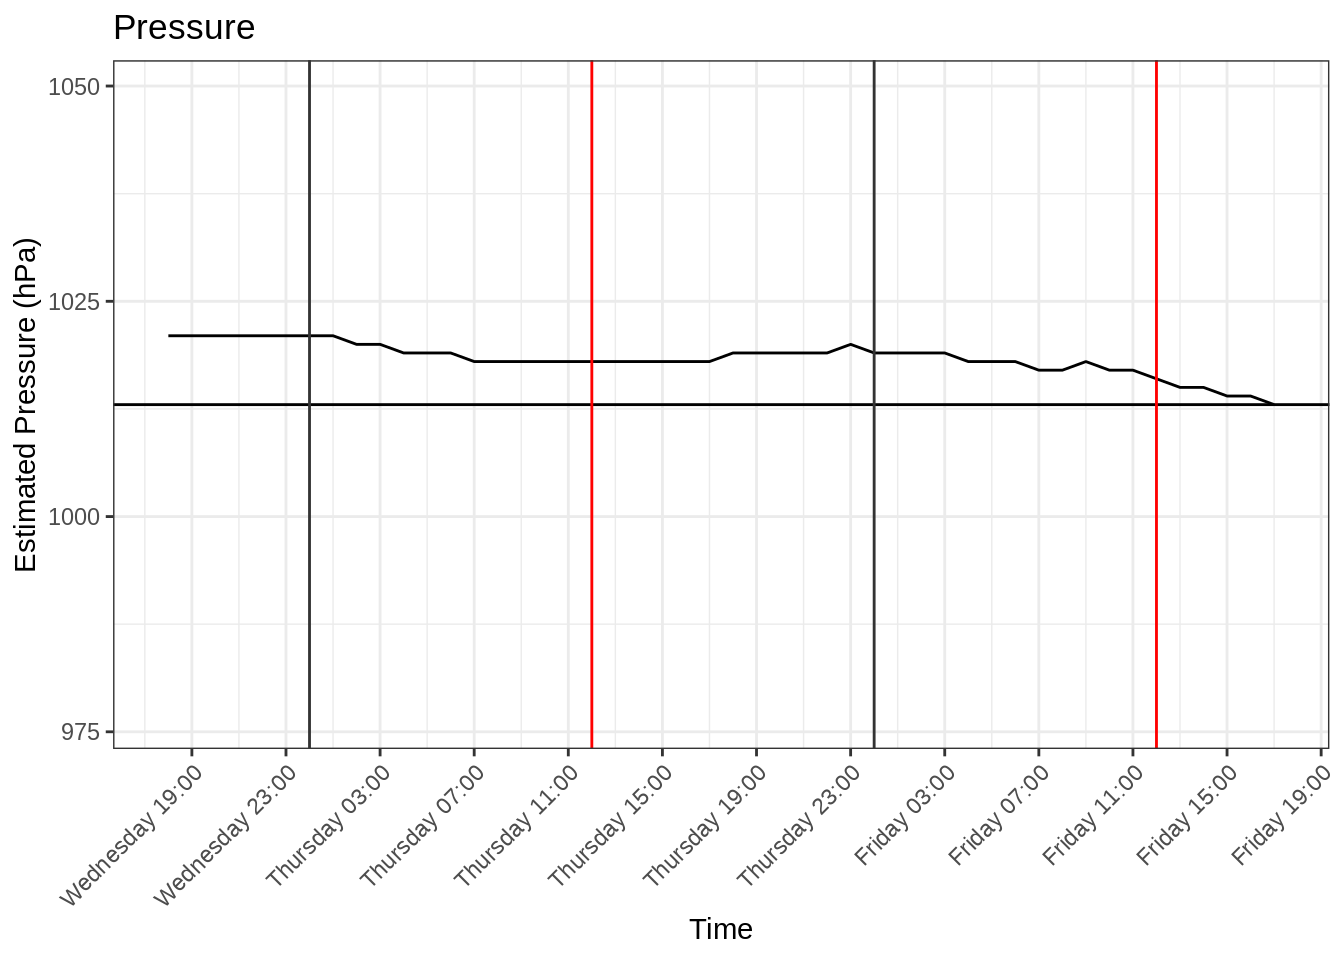 Pressure
Estimated Pressure (hPa)
1050
1025
1000
975
Wednesday 19:00
Wednesday 23:00
Thursday 03:00
Thursday 07:00
Thursday 11:00
Thursday 15:00
Thursday 19:00
Thursday 23:00
Friday 03:00
Friday 07:00
Friday 11:00
Friday 15:00
Friday 19:00
Time